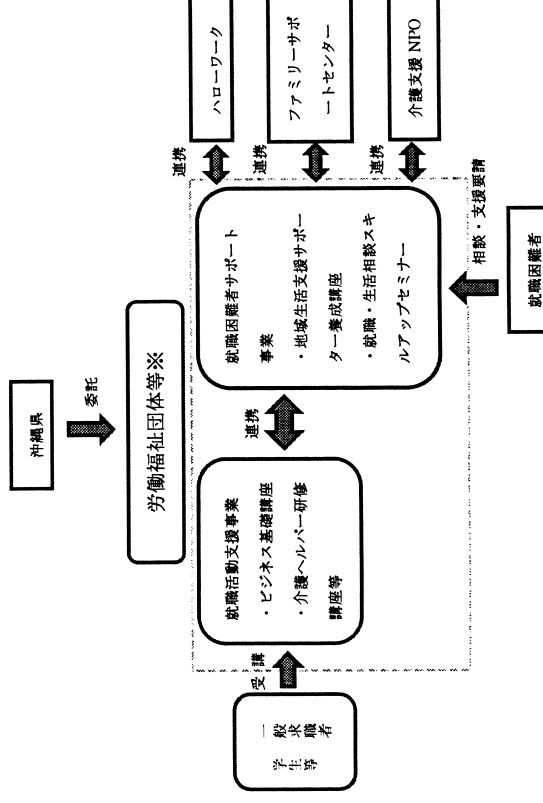 沖縄県
委託
労働福祉団体等※
一般求職者
学生等
受講
就職活動支援事業
・ビジネス基礎講座
・介護ヘルパー研修
講座等
連携
就職困難者サポート
事業
・地域生活支援サポー
ター養成講座
・就職・生活相談スキ
ルアップセミナー
連携
ハローワーク
連携
ファミリーサポ
ートセンター
連携
介護支援 NPO
相談・支援要請
就職困難者